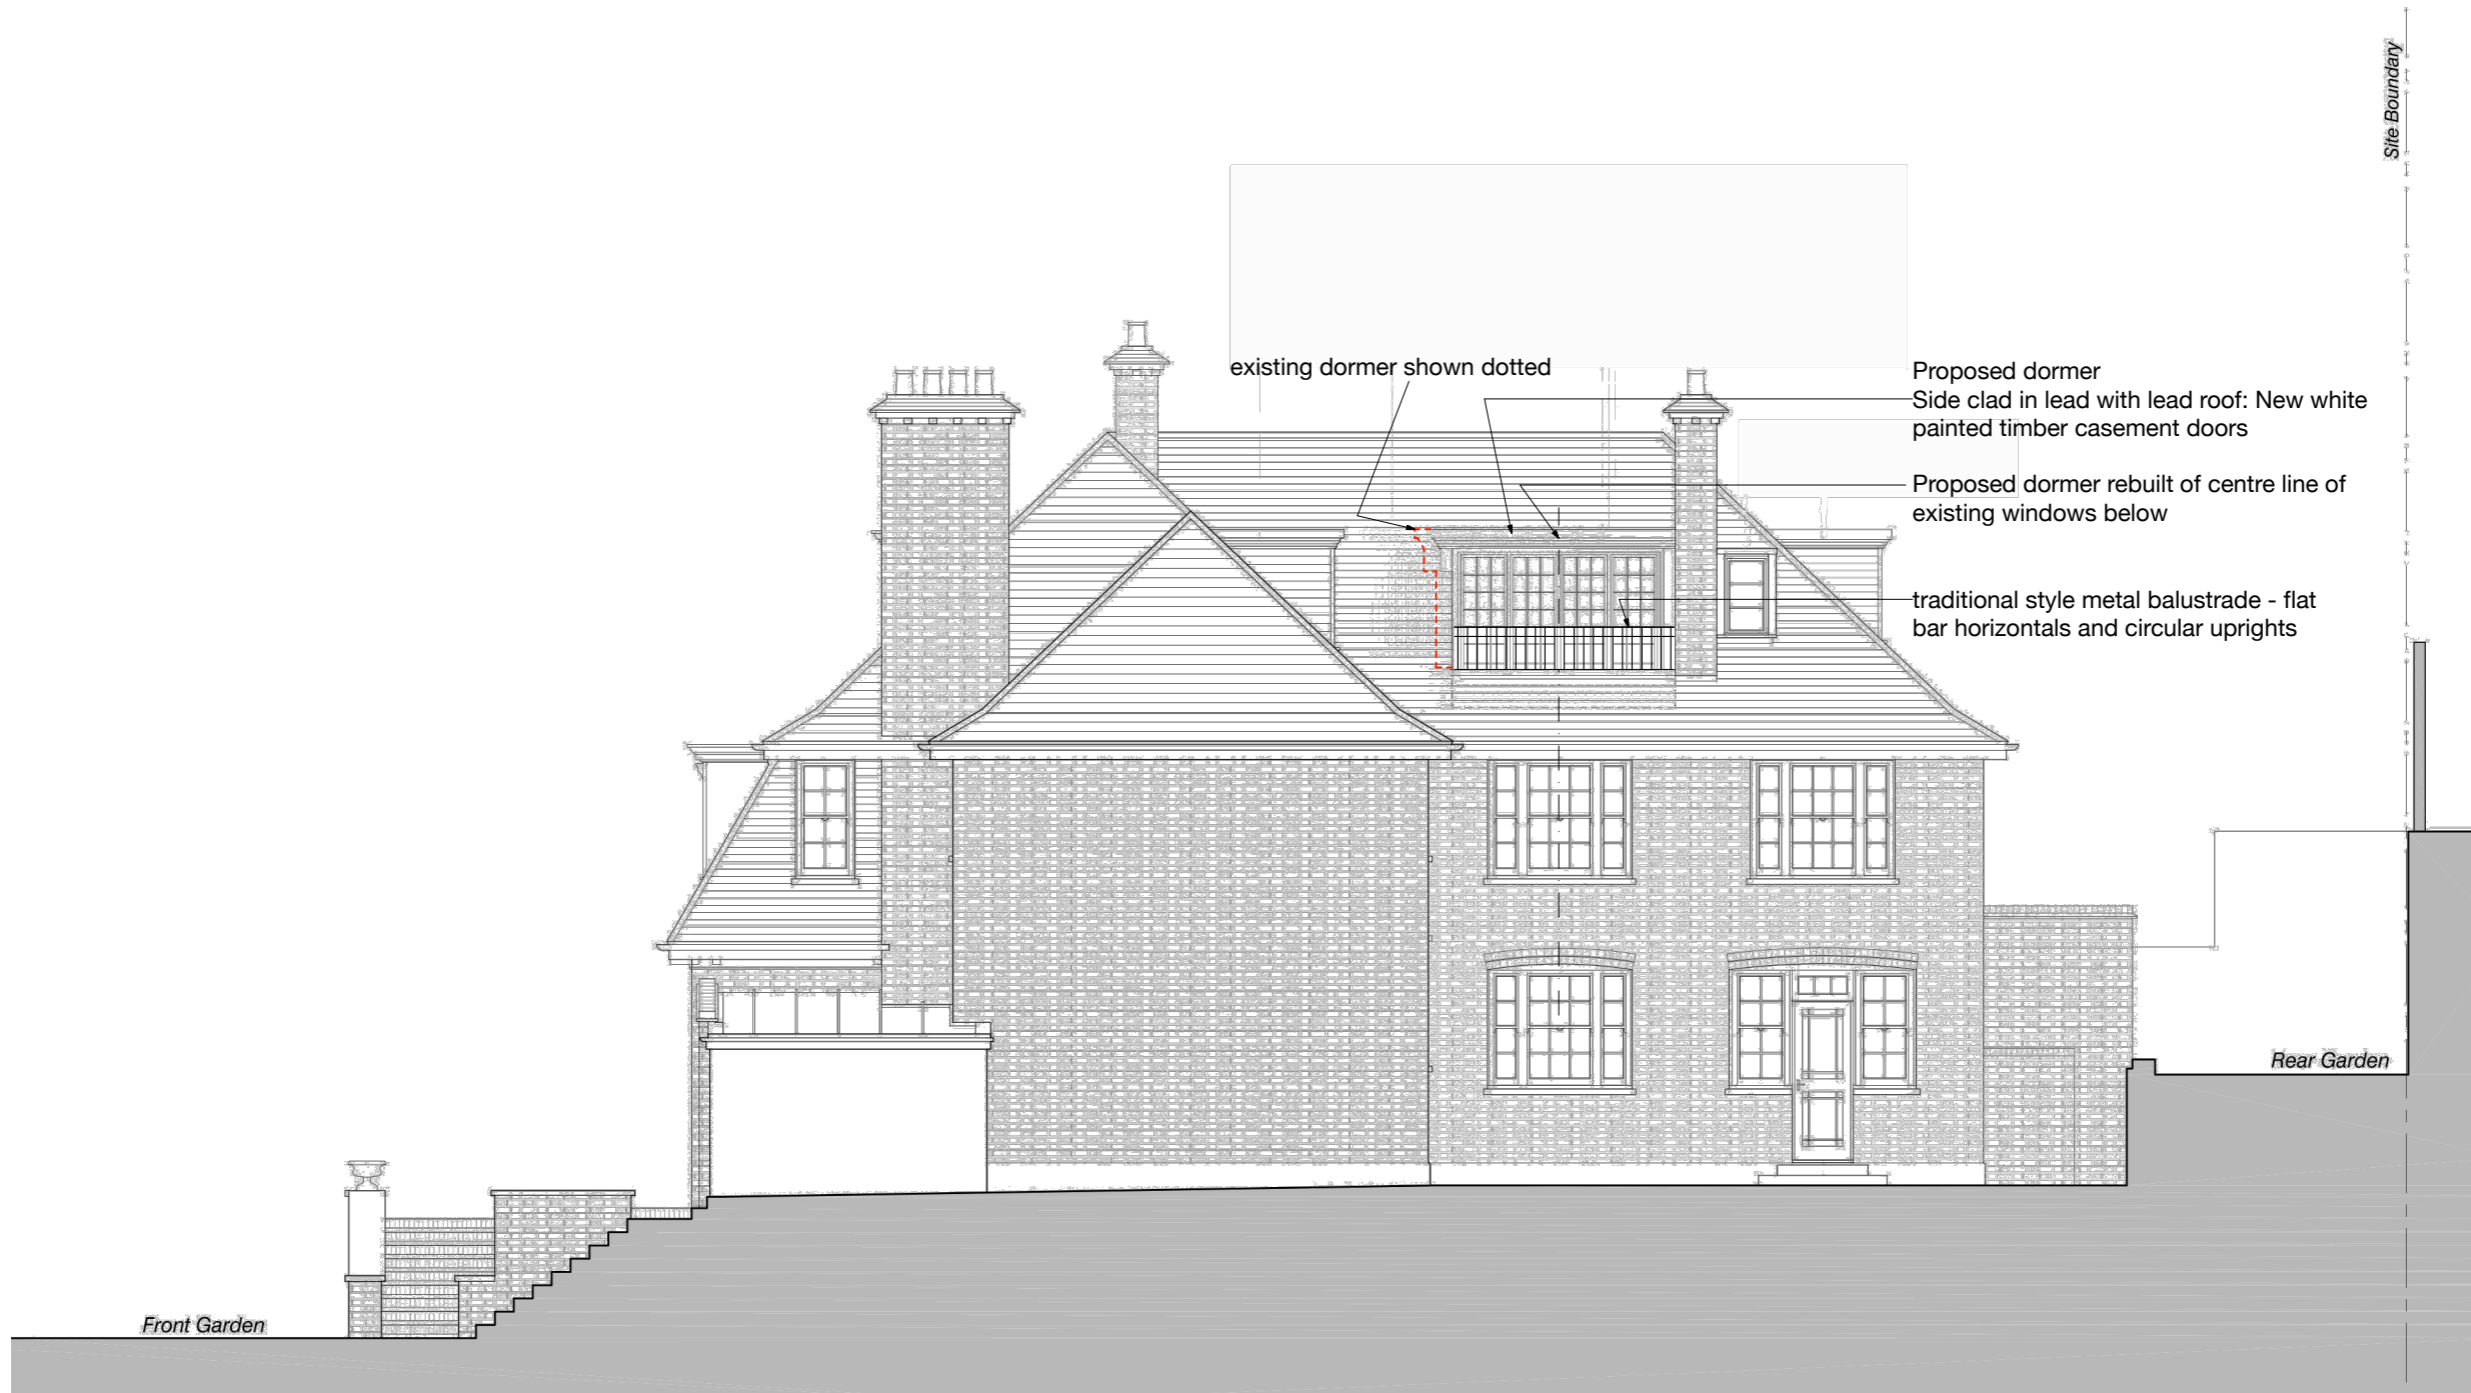 Site Boundary
existing dormer shown dotted
Proposed dormer
Side clad in lead with lead roof: New white
painted timber casement doors
Proposed dormer rebuilt of centre line of
existing windows below
traditional style metal balustrade - flat
bar horizontals and circular uprights
Rear Garden
Front Garden